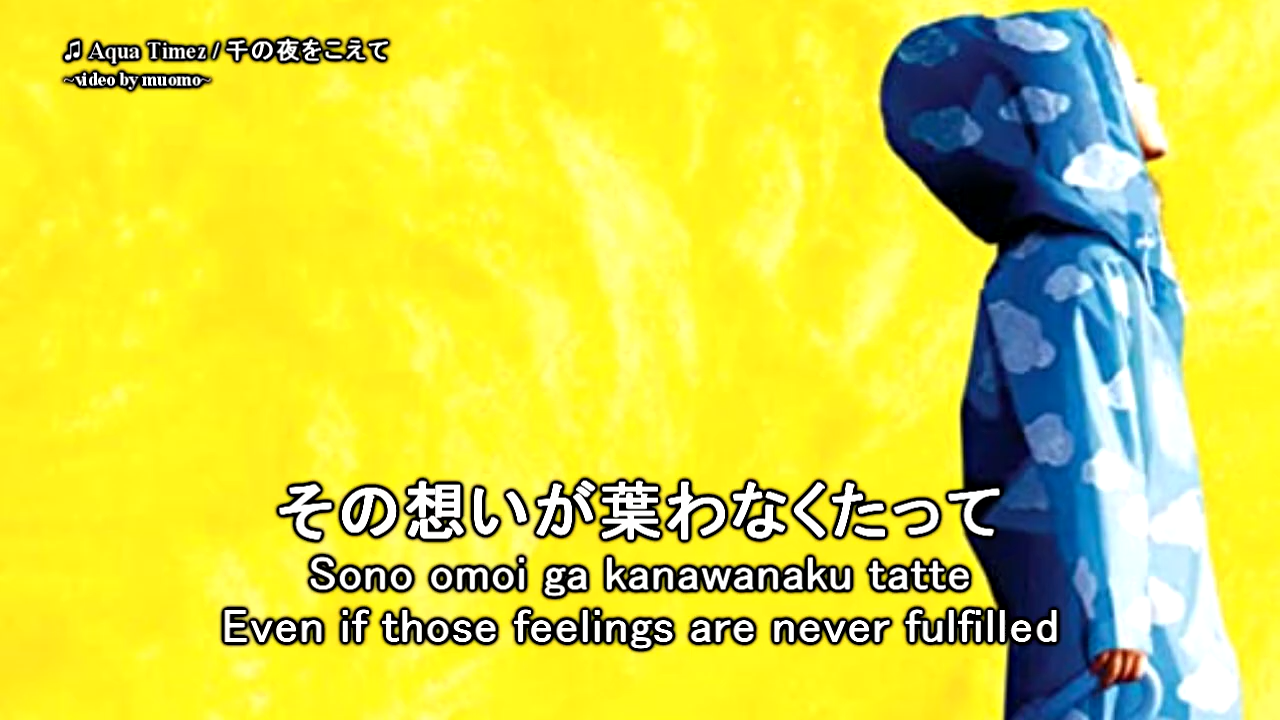 ♫ Aqua Timez / 千の夜をこえて
~video by muomo~
その想いが葉わなくたって
Sono omoi ga kanawanaku tatte
Even if those feelings are never fulfilled